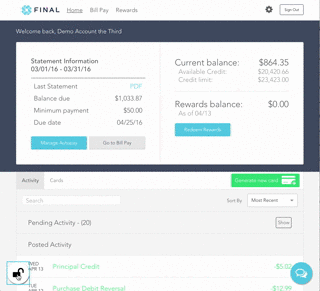 FINAL Home Bill Pay Rewards Sign Out
Welcome back, Demo Account the Third
Statement Information
03/01/16 - 03/31/16
Last Statement PDF
Balance due $1,033.87
Minimum payment $50.00
Due date 04/25/16
Manage Autopay Go to Bill Pay
Current balance: $864.35
Available Credit: $20,420.66
Credit limit: $23,423.00
Rewards balance: $0.00
As of 04/13
Redeem Rewards
Activity Cards Generate new card
Search Sort By Most Recent
Pending Activity - (20) Show
Posted Activity
WED
APR 13 Principal Credit -$5.02
TUE
APR 12 Purchase Debit Reversal -$12.99